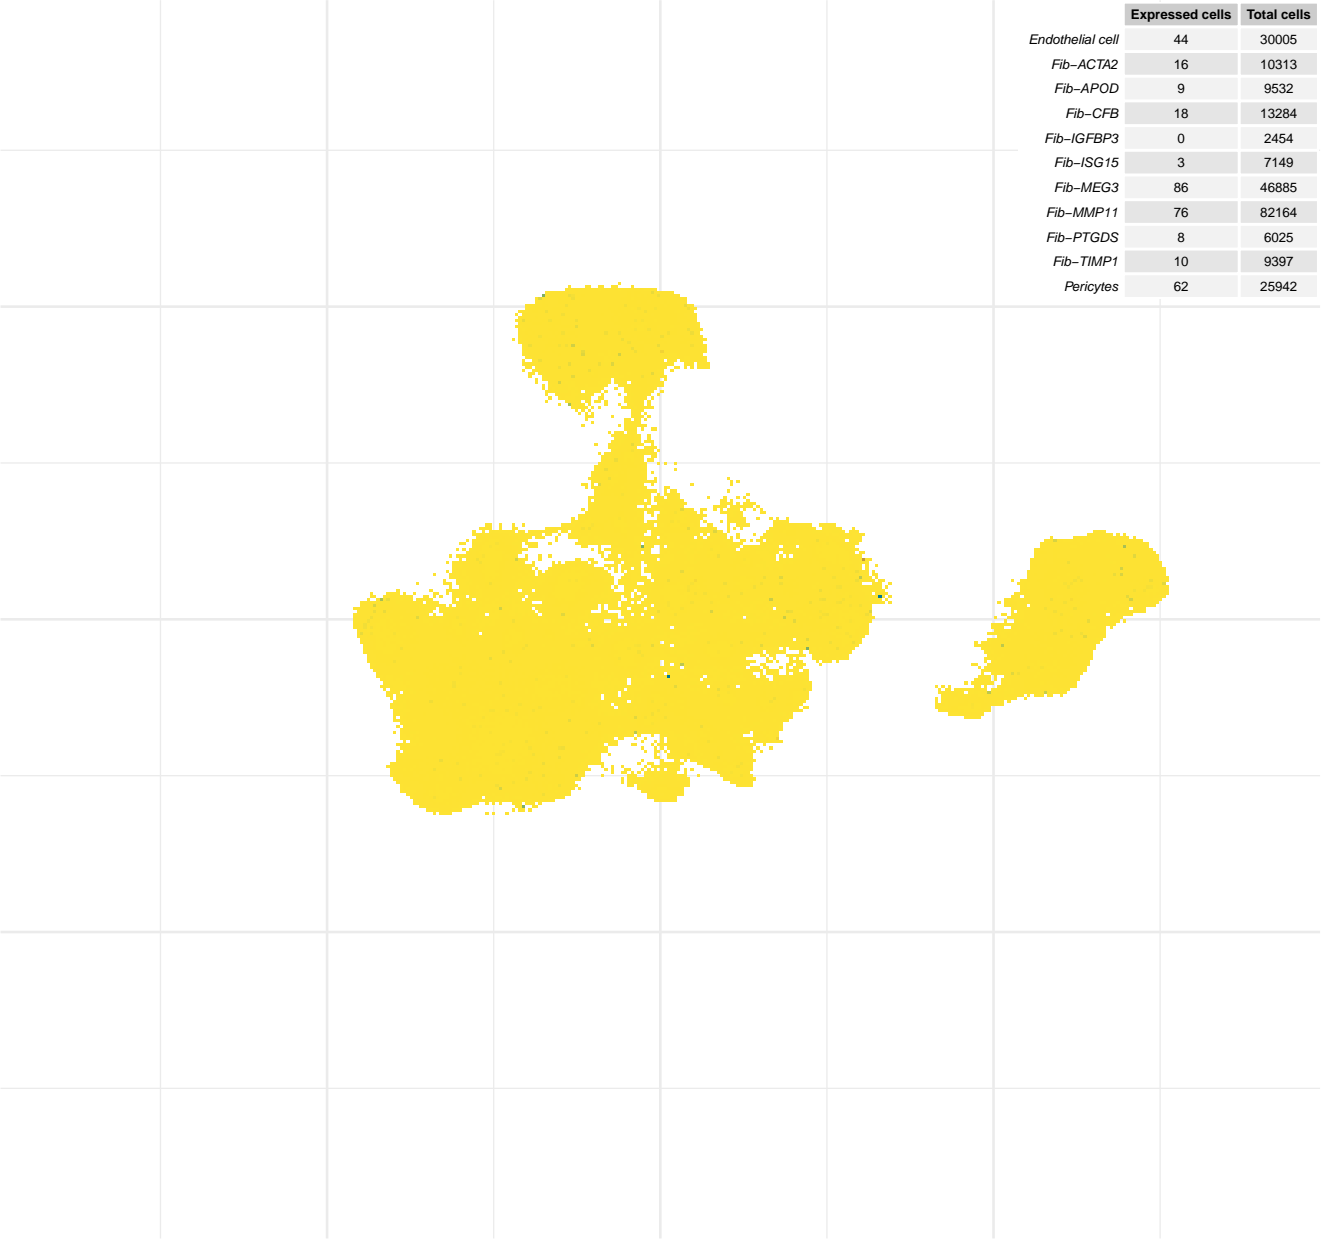 Expressed cells Total cells
Endothelial cell 44 30005
Fib−ACTA2 16 10313
Fib−APOD 9 9532
Fib−CFB 18 13284
Fib−IGFBP3 0 2454
Fib−ISG15 3 7149
Fib−MEG3 86 46885
Fib−MMP11 76 82164
Fib−PTGDS 8 6025
Fib−TIMP1 10 9397
Pericytes 62 25942